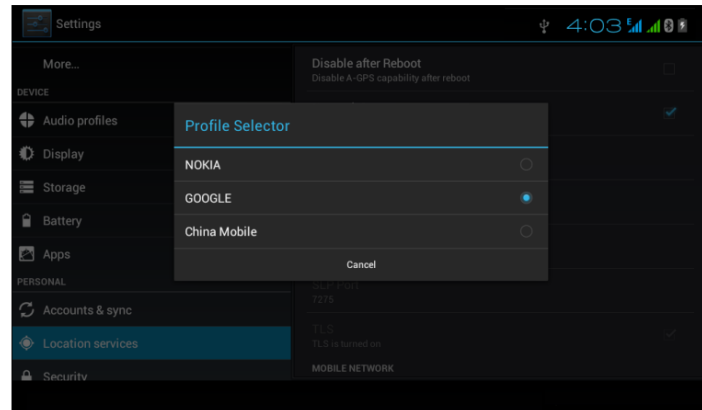 Settings
4:03
E
More...
DEVICE
Audio profiles
Display
Storage
Battery
Apps
PERSONAL
Accounts & sync
Location services
Security
Disable after Reboot
Disable A-GPS capability after reboot
Profile Selector
NOKIA
GOOGLE
China Mobile
Cancel
SLP Port
7275
TLS
TLS is turned on
MOBILE NETWORK